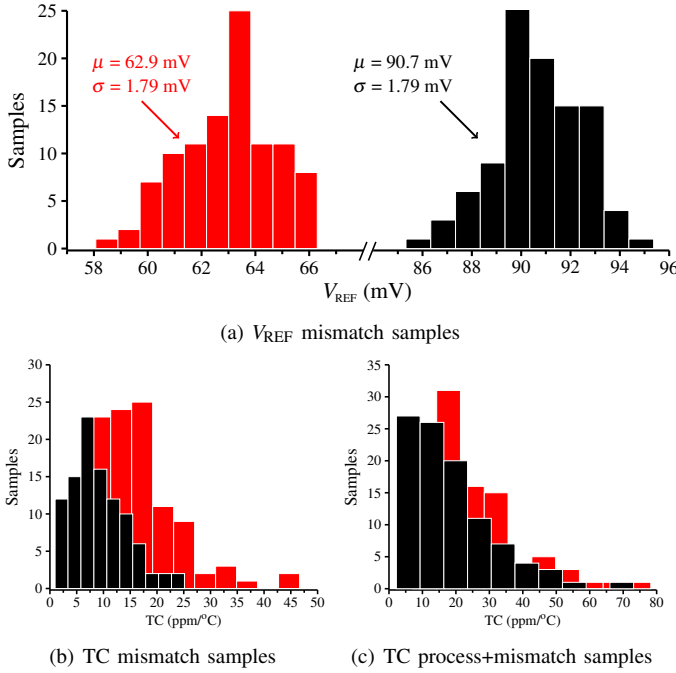 25
20
15
10
5
0
Samples
μ = 62.9 mV
σ = 1.79 mV
μ = 90.7 mV
σ = 1.79 mV
58 60 62 64 66 86 88 90 92 94 96
V_REF (mV)
(a) V_REF mismatch samples
30
25
20
15
10
5
0
Samples
0 5 10 15 20 25 30 35 40 45 50
TC (ppm/°C)
(b) TC mismatch samples
35
30
25
20
15
10
5
0
Samples
0 10 20 30 40 50 60 70 80
TC (ppm/°C)
(c) TC process+mismatch samples